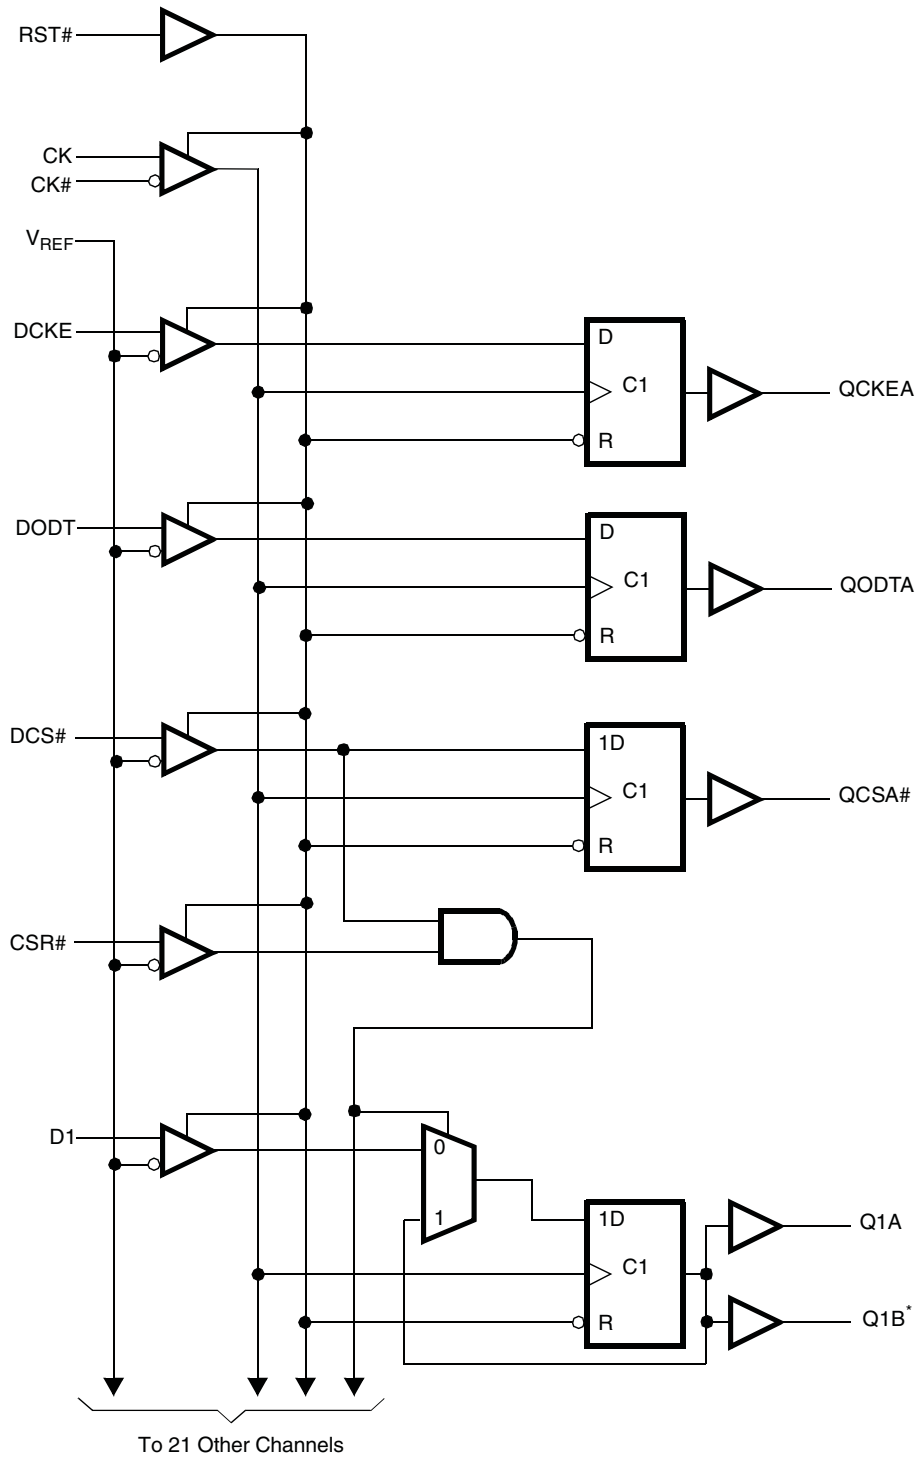 RST#
CK
CK#
VREF
DCKE
D
C1
R
QCKEA
DODT
D
C1
R
QODTA
DCS#
1D
C1
R
QCSA#
CSR#
D1
0
1
1D
C1
R
Q1A
Q1B*
To 21 Other Channels